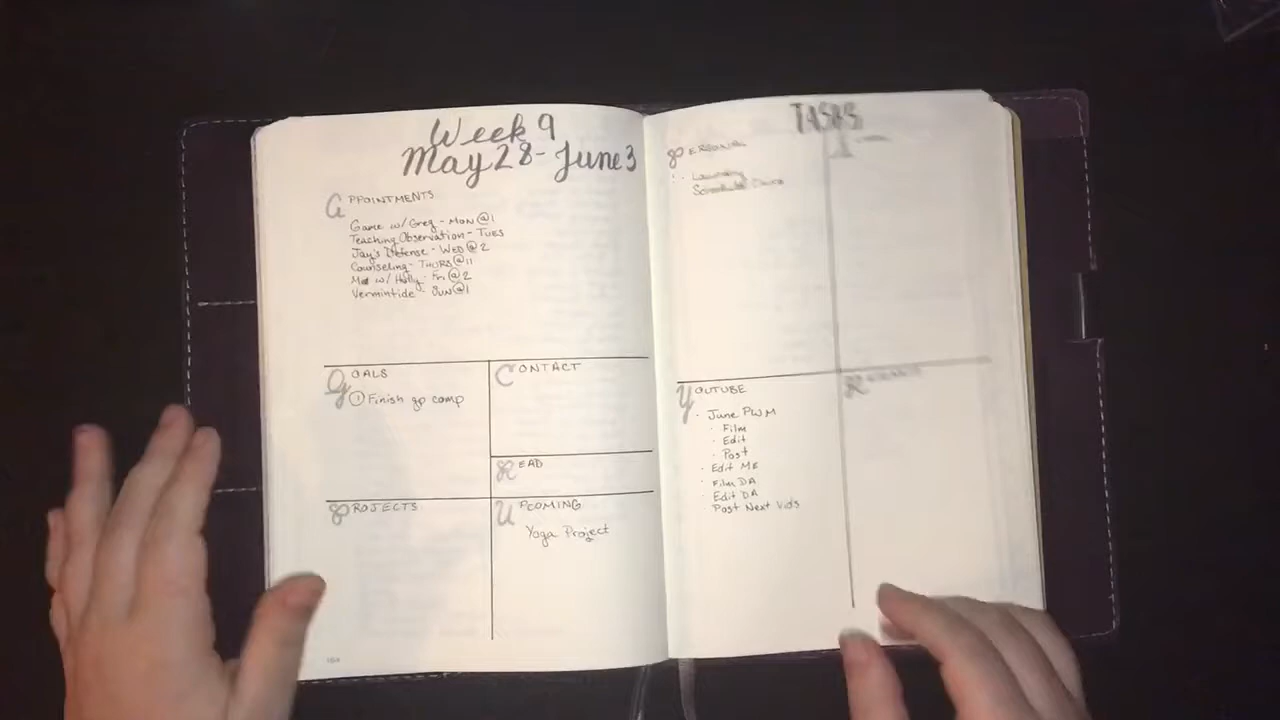 Week 9
May 28 - June 3
APPOINTMENTS
Game w/ Greg - MON @ 1
Teaching Observation - TUES
Jay's Defense - WED @ 2
Counseling - THURS @ 11
w/ Holly - Fri @ 2
Vermintide - SUN @ 1
GOALS
① Finish gp comp
CONTACT
READ
PROJECTS
UPCOMING
Yoga Project
TASKS
PERSONAL
Laundry
YOUTUBE
· June PWM
· Film
· Edit
· Post
· Edit ME
· Film DA
· Edit DA
Post Next Vids